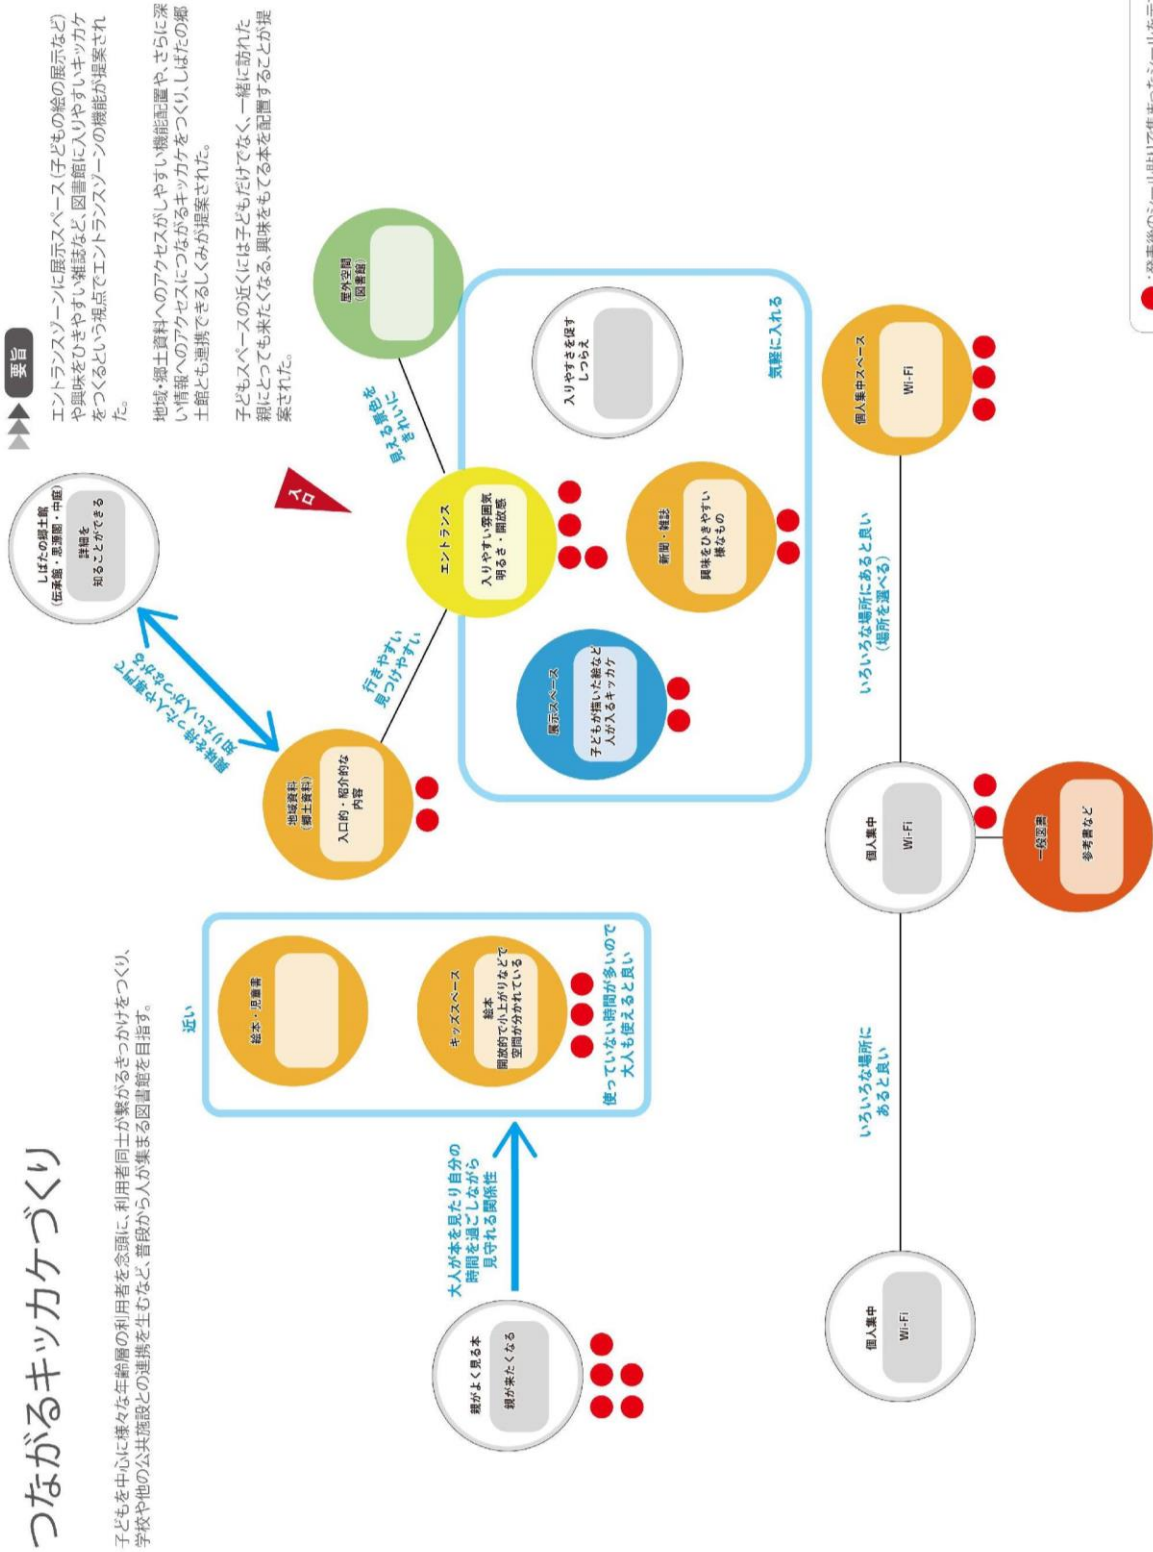 つながるキッカケづくり
子どもを中心に様々な年齢層の利用者を念頭に、利用者同士が繋がるきっかけをつくり、
学校や他の公共施設との連携を生むなど、普段から人が集まる図書館を目指す。
要旨
エントランスゾーンに展示スペース(子どもの絵の展示など)
や興味をひきやすい雑誌など、図書館に入りやすいキッカケ
をつくるという視点でエントランスゾーンの機能が提案され
た。
地域・郷土資料へのアクセスがしやすい機能配置や、さらに深
い情報へのアクセスにつながるキッカケをつくり、しばたの郷
土館とも連携できるしくみが提案された。
子どもスペースの近くには子どもだけでなく、一緒に訪れた
親にとっても来たくなる、興味をもてる本を配置することが提
案された。
しばたの郷土館
(伝承館・思源閣・中庭)
詳細を
知ることができる
興味を持った人や専門で
知りたい人がつながる
入口
地域資料
(郷土資料)
入口的・紹介的な
内容
行きやすい
見つけやすい
エントランス
入りやすい雰囲気
明るさ・開放感
見える景色を
きれいに
屋外空間
(図書館)
近い
絵本・児童書
キッズスペース
絵本
開放的で小上がりなどで
空間が分かれている
使っていない時間が多いので
大人も使えると良い
大人が本を見たり自分の
時間を過ごしながら
見守れる関係性
親がよく見る本
親が来たくなる
展示スペース
子どもが描いた絵など
人が入るキッカケ
新聞・雑誌
興味をひきやすい
様なもの
入りやすさを促す
しつらえ
気軽に入れる
個人集中
Wi-Fi
いろいろな場所に
あると良い
個人集中
Wi-Fi
いろいろな場所にあると良い
(場所を選べる)
個人集中スペース
Wi-Fi
一般図書
参考書など